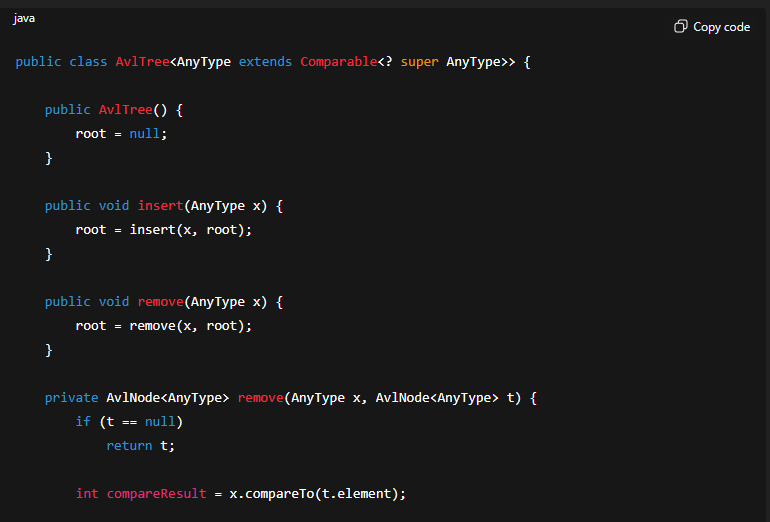 java
Copy code
public class AvlTree<AnyType extends Comparable<? super AnyType>> {
public AvlTree() {
root = null;
}
public void insert(AnyType x) {
root = insert(x, root);
}
public void remove(AnyType x) {
root = remove(x, root);
}
private AvlNode<AnyType> remove(AnyType x, AvlNode<AnyType> t) {
if (t == null)
return t;
int compareResult = x.compareTo(t.element);